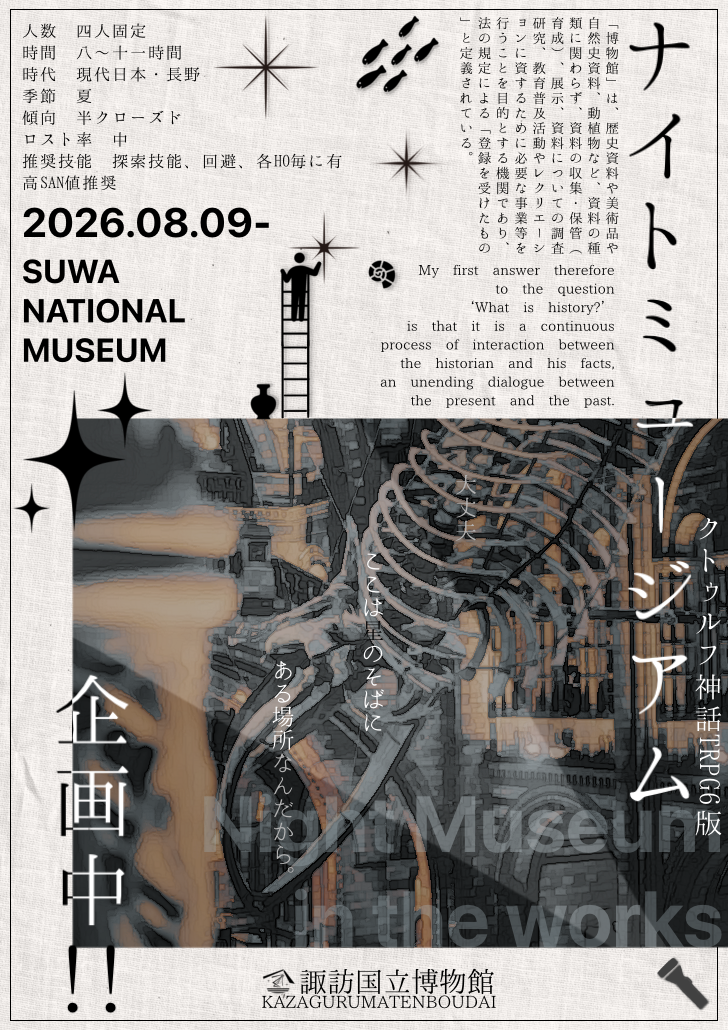 人数　四人固定
時間　八～十一時間
時代　現代日本・長野
季節　夏
傾向　半クローズド
ロスト率　中
推奨技能　探索技能、回避、各HO毎に有
高SAN値推奨
2026.08.09-
SUWA
NATIONAL
MUSEUM
ナイトミュージアム
「博物館」は、歴史資料や美術品や
自然史資料、動植物など、資料の種
類に関わらず、資料の収集・保管（
育成）、展示、資料についての調査
研究、教育普及活動やレクリエーシ
ョンに資するために必要な事業等を
行うことを目的とする機関であり、
法の規定による「登録を受けたもの
」と定義されている。
My first answer therefore
to the question
‘What is history?’
is that it is a continuous
process of interaction between
the historian and his facts,
an unending dialogue between
the present and the past.
クトゥルフ神話TRPG6版
大丈夫
ここは星のそばに
ある場所なんだから。
企画中!!
Night Museum
in the works
諏訪国立博物館
KAZAGURUMATENBOUDAI